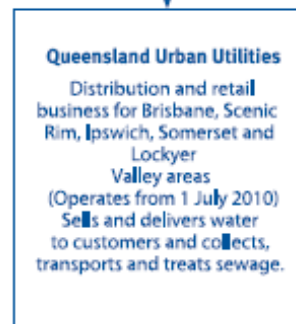 Queensland Urban Utilities
Distribution and retail
business for Brisbane, Scenic
Rim, Ipswich, Somerset and
Lockyer
Valley areas
(Operates from 1 July 2010)
Sells and delivers water
to customers and collects,
transports and treats sewage.